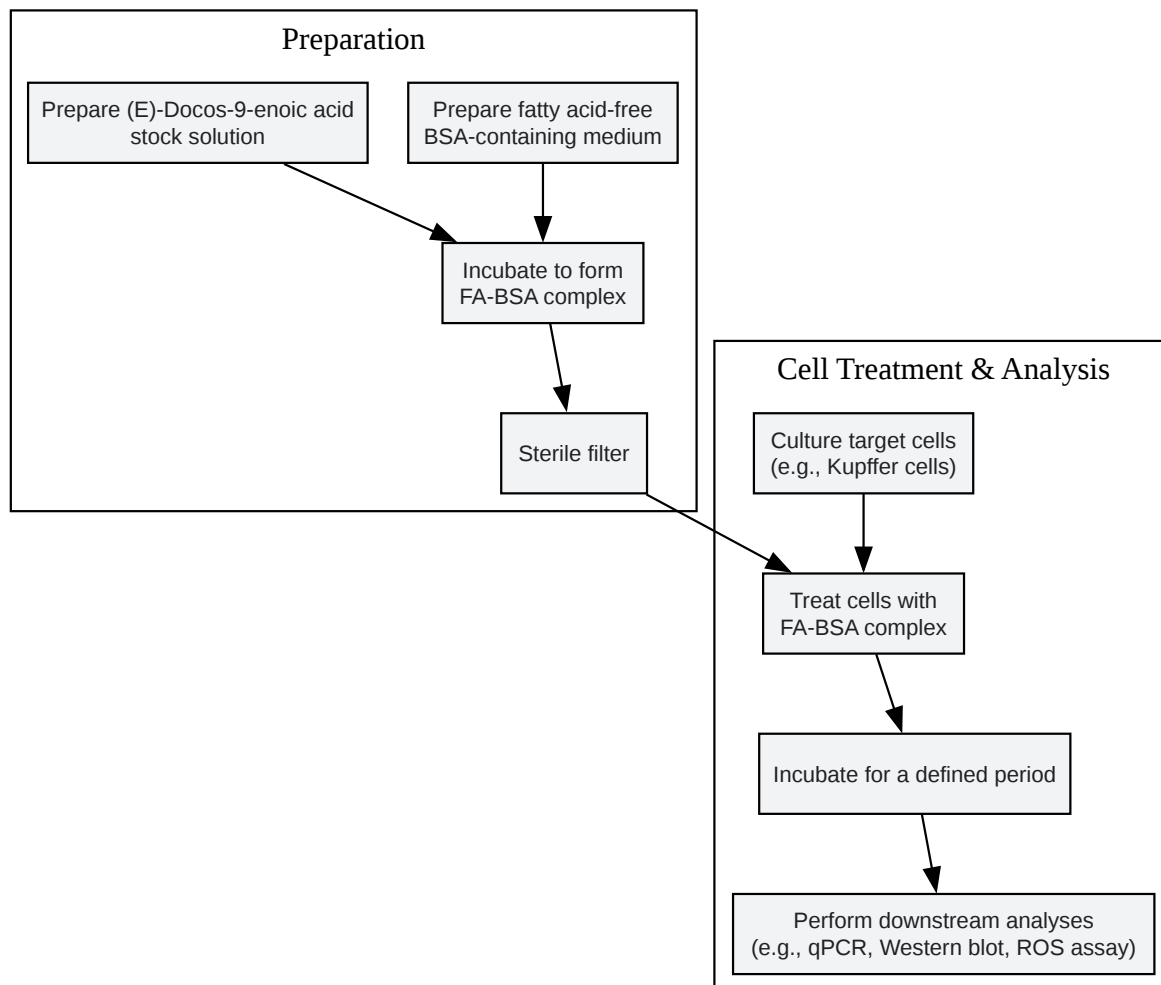 Preparation
Prepare (E)-Docos-9-enoic acid
stock solution
Prepare fatty acid-free
BSA-containing medium
Incubate to form
FA-BSA complex
Sterile filter
Cell Treatment & Analysis
Culture target cells
(e.g., Kupffer cells)
Treat cells with
FA-BSA complex
Incubate for a defined period
Perform downstream analyses
(e.g., qPCR, Western blot, ROS assay)